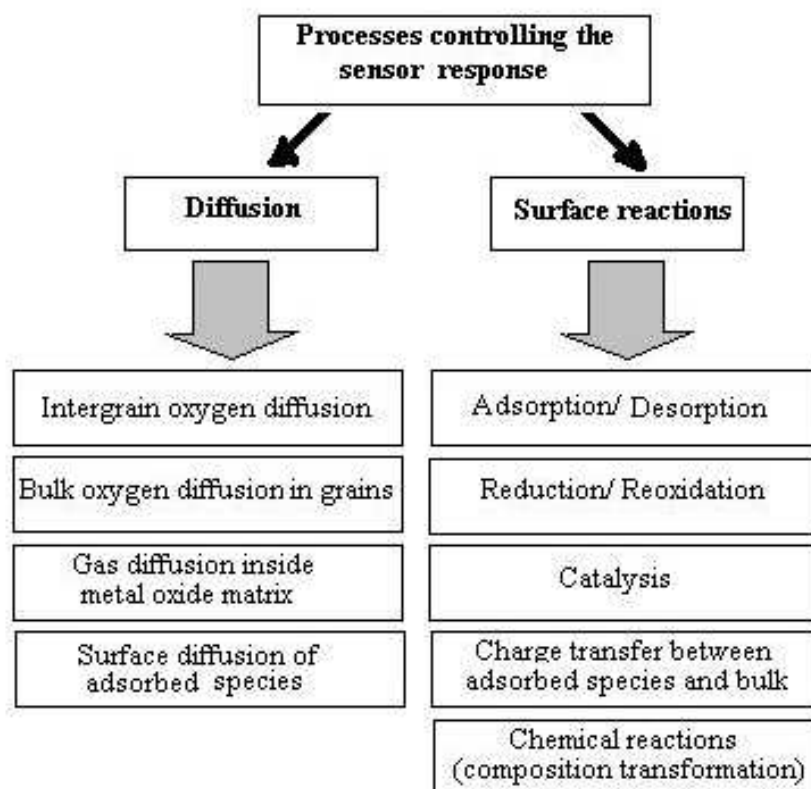 Processes controlling the
sensor response
Diffusion
Surface reactions
Intergrain oxygen diffusion
Bulk oxygen diffusion in grains
Gas diffusion inside
metal oxide matrix
Surface diffusion of
adsorbed species
Adsorption/ Desorption
Reduction/ Reoxidation
Catalysis
Charge transfer between
adsorbed species and bulk
Chemical reactions
(composition transformation)